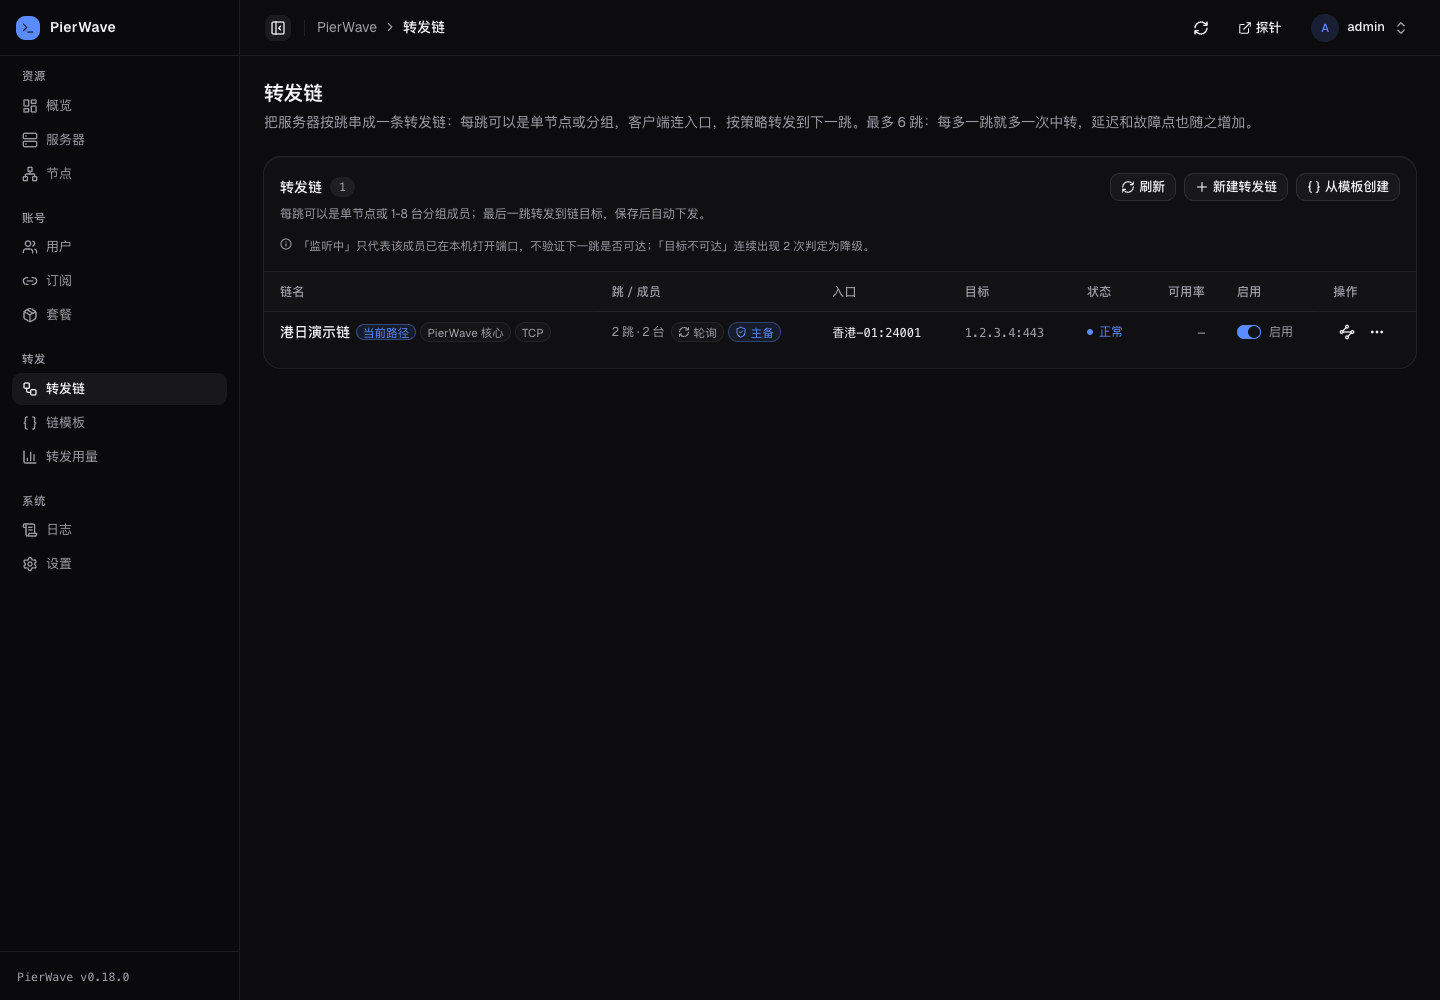 PierWave
资源
概览
服务器
节点
账号
用户
订阅
套餐
转发
转发链
链模板
转发用量
系统
日志
设置
PierWave v0.18.0
PierWave > 转发链
探针
A admin
转发链
把服务器按跳串成一条转发链：每跳可以是单节点或分组，客户端连入口，按策略转发到下一跳。最多 6 跳：每多一跳就多一次中转，延迟和故障点也随之增加。
转发链 1
刷新 新建转发链 {} 从模板创建
每跳可以是单节点或 1-8 台分组成员；最后一跳转发到链目标，保存后自动下发。
「监听中」只代表该成员已在本机打开端口，不验证下一跳是否可达；「目标不可达」连续出现 2 次判定为降级。
链名 跳 / 成员 入口 目标 状态 可用率 启用 操作
港日演示链 当前路径 PierWave 核心 TCP 2 跳 · 2 台 轮询 主备 香港-01:24001 1.2.3.4:443 正常 – 启用